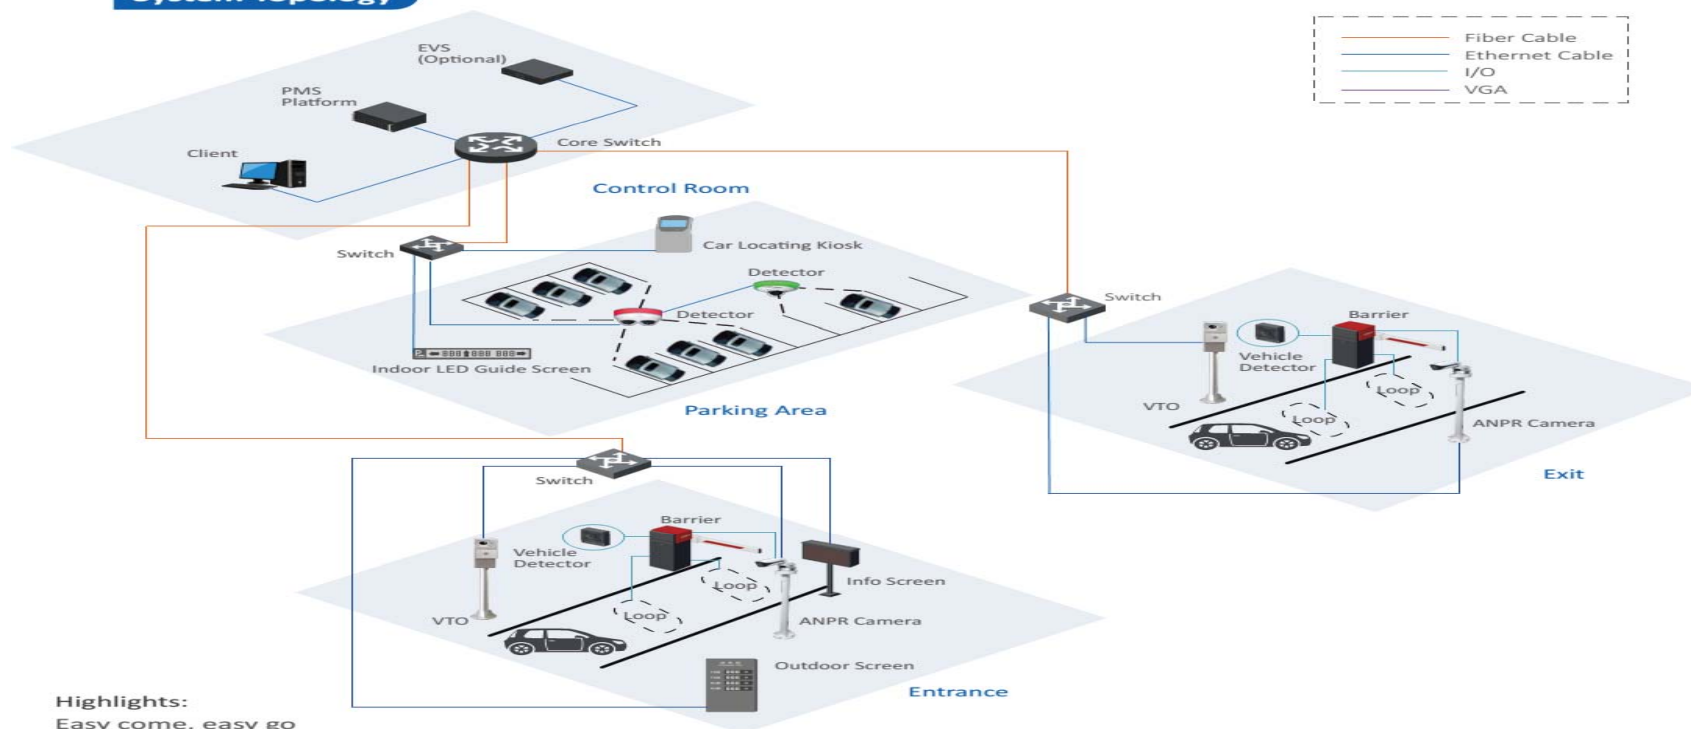 System Topology
Fiber Cable
Ethernet Cable
I/O
VGA
EVS
(Optional)
PMS
Platform
Client
Core Switch
Control Room
Switch
Car Locating Kiosk
Detector
Detector
Indoor LED Guide Screen
Parking Area
Switch
Barrier
Vehicle
Detector
VTO
Loop
Loop
ANPR Camera
Exit
Switch
Barrier
Vehicle
Detector
Info Screen
Loop
Loop
VTO
ANPR Camera
Outdoor Screen
Entrance
Highlights:
Easy come, easy go